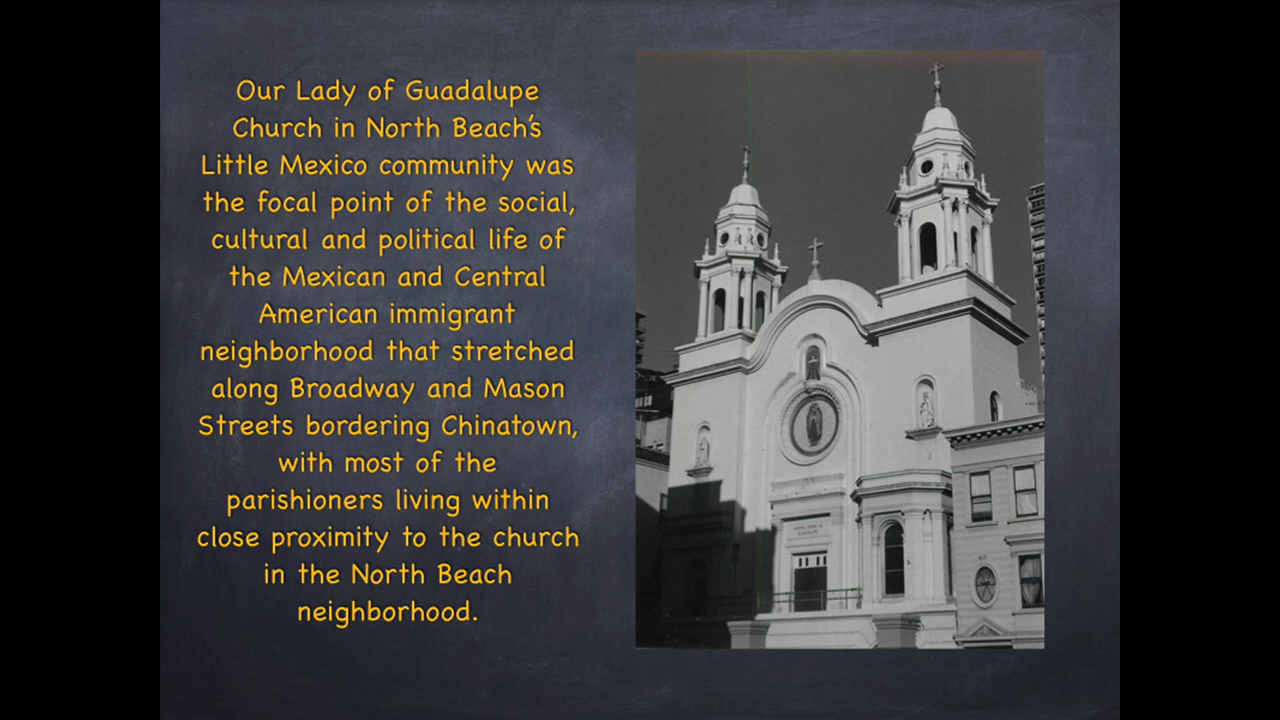 Our Lady of Guadalupe
Church in North Beach's
Little Mexico community was
the focal point of the social,
cultural and political life of
the Mexican and Central
American immigrant
neighborhood that stretched
along Broadway and Mason
Streets bordering Chinatown,
with most of the
parishioners living within
close proximity to the church
in the North Beach
neighborhood.
GUADALUPE